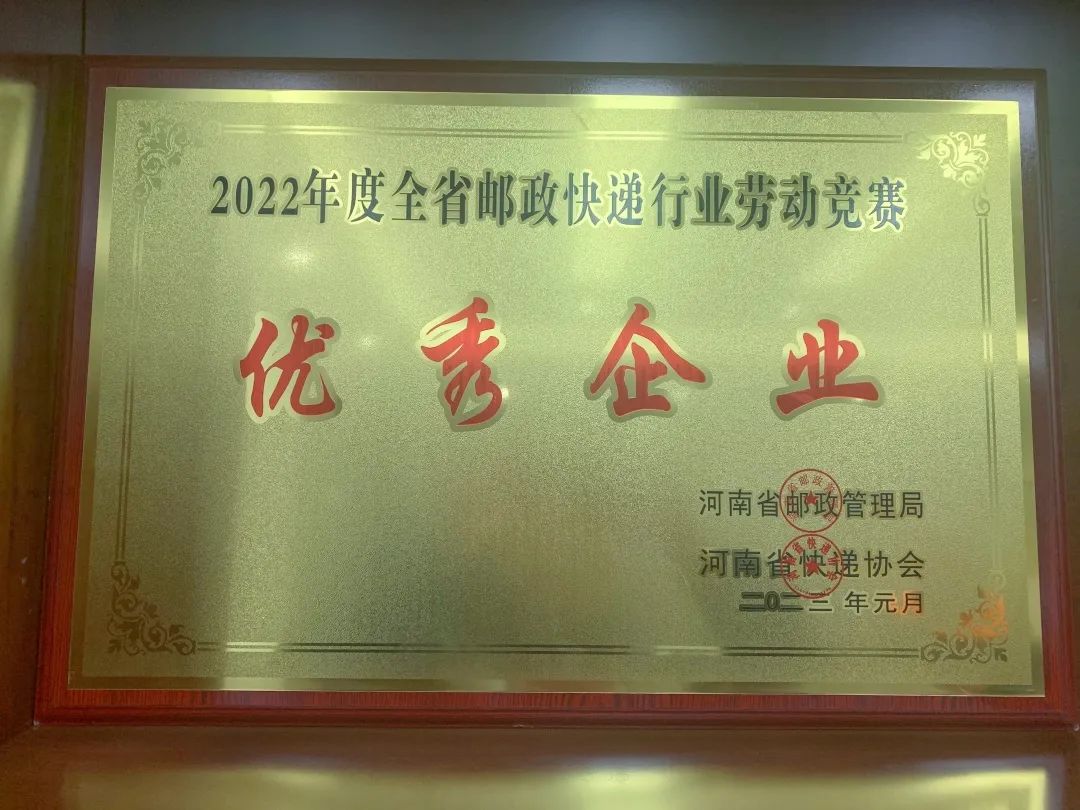 2022年度全省邮政快递行业劳动竞赛
优秀企业
河南省邮政管理局
河南省快递协会
二0二三年元月